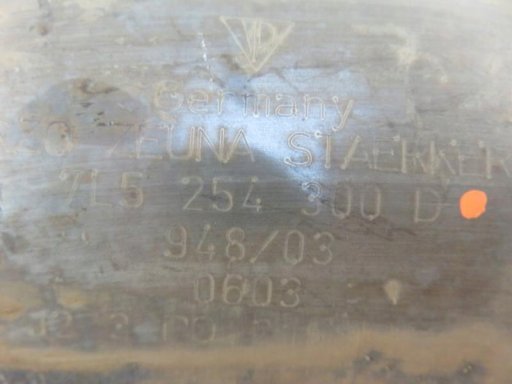 Germany
ZEUNA STAERKER
7L5 254 300 D
948/03
0603